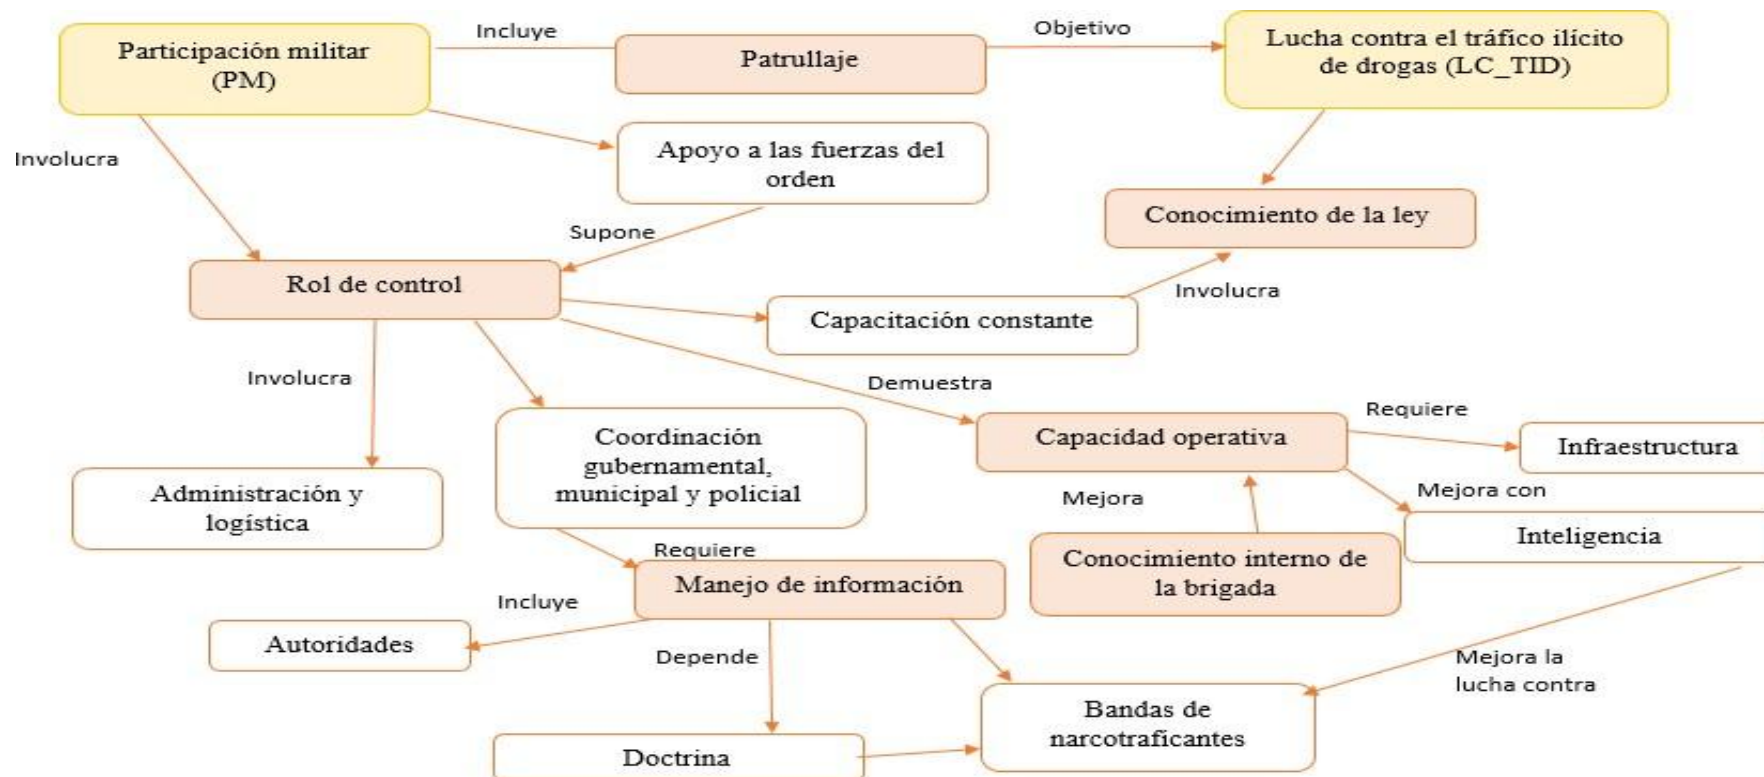 Participación militar
(PM)
Incluye
Patrullaje
Objetivo
Lucha contra el tráfico ilícito
de drogas (LC_TID)
Involucra
Apoyo a las fuerzas del
orden
Supone
Conocimiento de la ley
Rol de control
Involucra
Capacitación constante
Involucra
Demuestra
Coordinación
gubernamental,
municipal y policial
Capacidad operativa
Requiere
Infraestructura
Administración y
logística
Mejora
Mejora con
Inteligencia
Requiere
Conocimiento interno de
la brigada
Manejo de información
Incluye
Autoridades
Depende
Mejora la
lucha contra
Bandas de
narcotraficantes
Doctrina